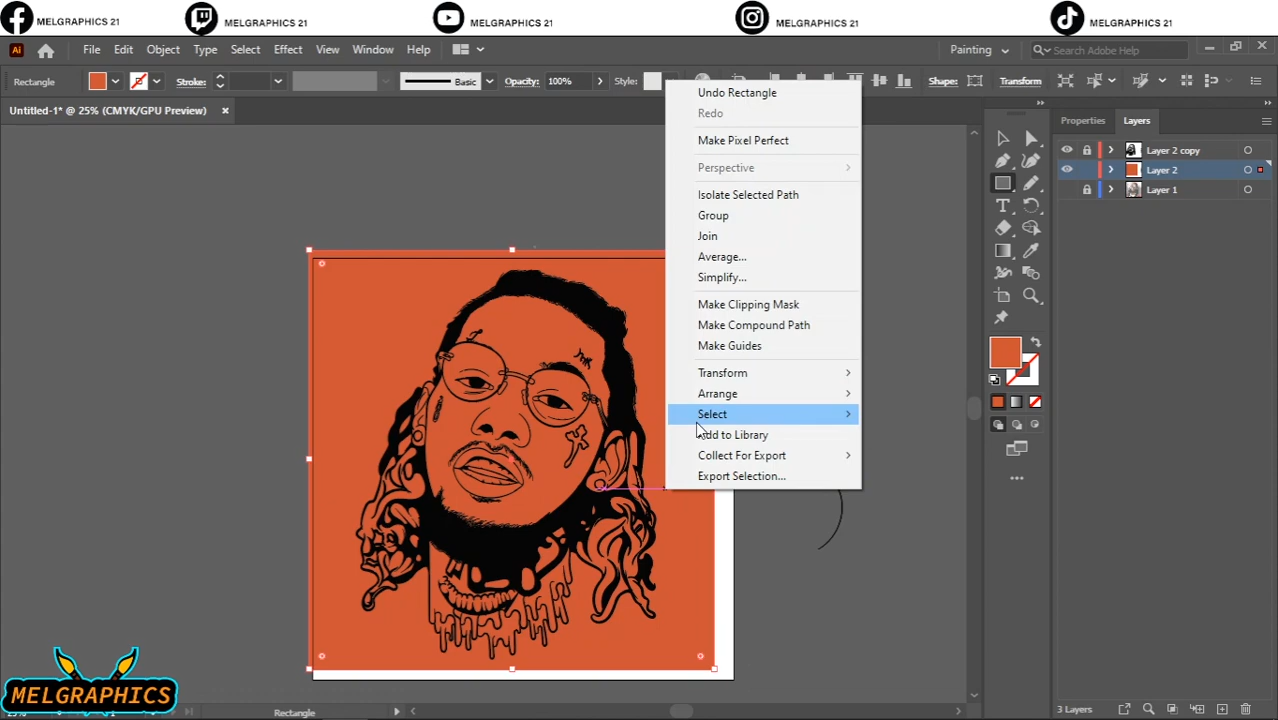 MELGRAPHICS 21 MELGRAPHICS 21 MELGRAPHICS 21 MELGRAPHICS 21 MELGRAPHICS 21
Ai File Edit Object Type Select Effect View Window Help Painting Search Adobe Help
Rectangle Stroke: Basic Opacity: 100% Style: Shape: Transform
Untitled-1* @ 25% (CMYK/GPU Preview)
Undo Rectangle
Redo
Make Pixel Perfect
Perspective
Isolate Selected Path
Group
Join
Average...
Simplify...
Make Clipping Mask
Make Compound Path
Make Guides
Transform
Arrange
Select
Add to Library
Collect For Export
Export Selection...
Properties Layers
Layer 2 copy
Layer 2
Layer 1
MELGRAPHICS
Rectangle
3 Layers